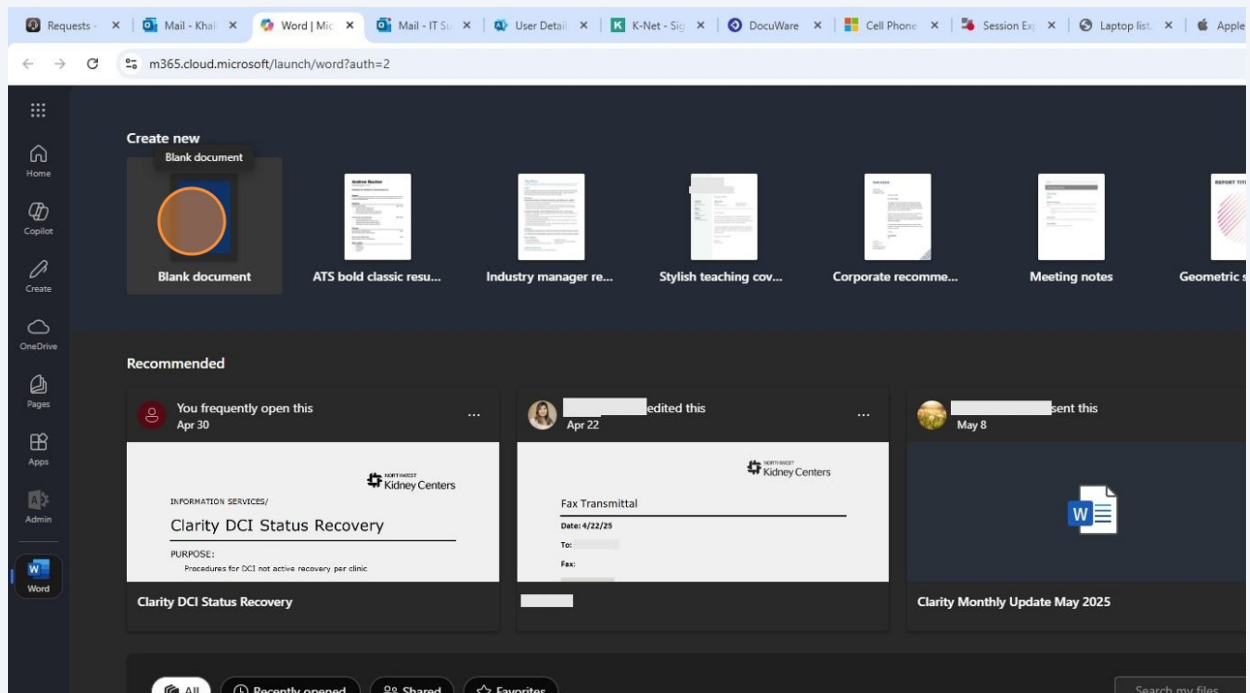 Requests -
Mail - Khal
Word | Mic
Mail - IT Su
User Detail
K-Net - Sig
DocuWare
Cell Phone
Session Ex
Laptop list
Apple
m365.cloud.microsoft/launch/word?auth=2
Home
Copilot
Create
OneDrive
Pages
Apps
Admin
Word
Create new
Blank document
Blank document
ATS bold classic resu...
Industry manager re...
Stylish teaching cov...
Corporate recomme...
Meeting notes
REPORT TIT
Geometric s
Recommended
You frequently open this
Apr 30
NORTHWEST
Kidney Centers
INFORMATION SERVICES/
Clarity DCI Status Recovery
PURPOSE:
Procedures for DCI not active recovery per clinic
Clarity DCI Status Recovery
edited this
Apr 22
NORTHWEST
Kidney Centers
Fax Transmittal
Date: 4/22/25
To:
Fax:
sent this
May 8
W
Clarity Monthly Update May 2025
All
Recently opened
Shared
Favorites
Search my files